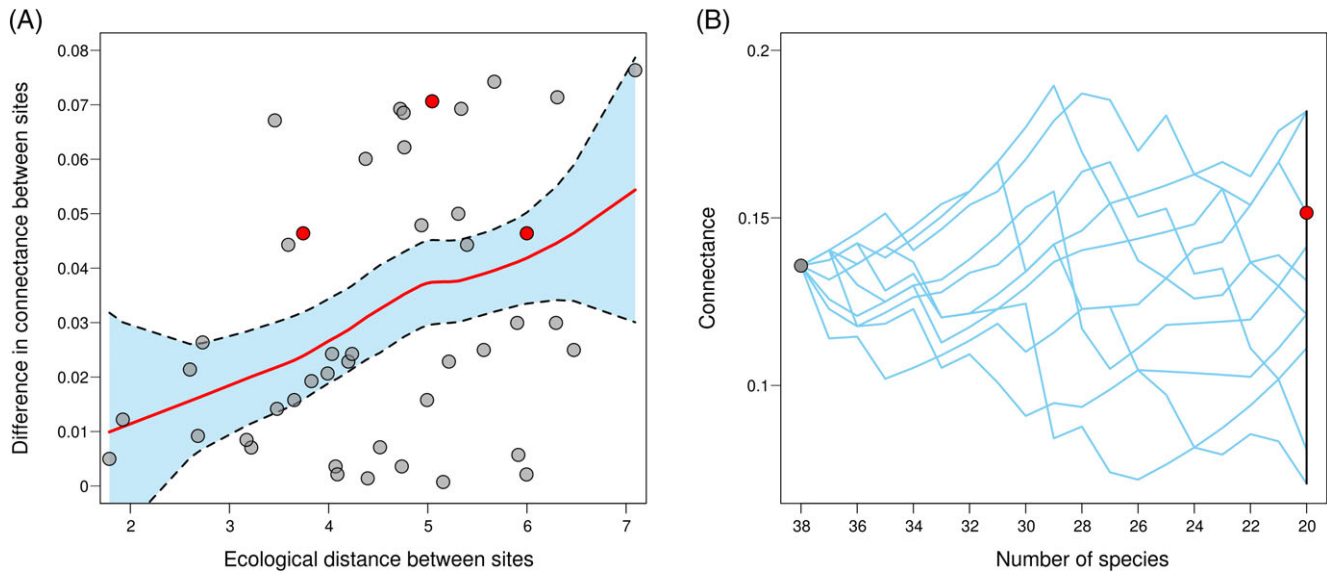 (A)
Difference in connectance between sites
0.08
0.07
0.06
0.05
0.04
0.03
0.02
0.01
0
2 3 4 5 6 7
Ecological distance between sites
(B)
Connectance
0.2
0.15
0.1
38 36 34 32 30 28 26 24 22 20
Number of species